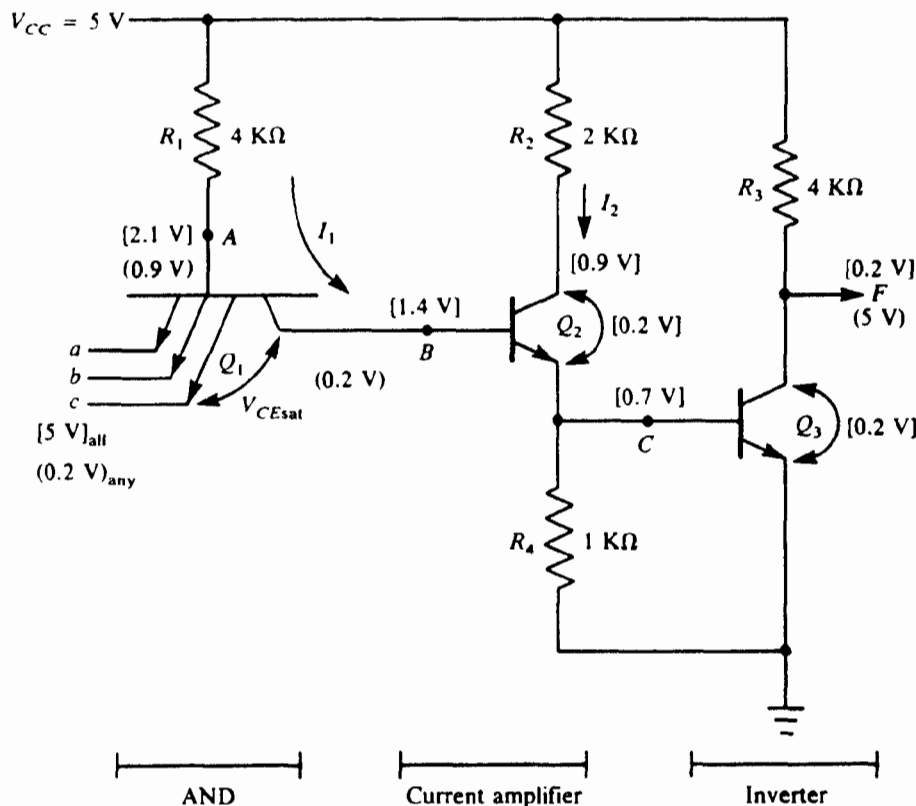 V_CC = 5 V
R_1 4 KΩ
R_2 2 KΩ
R_3 4 KΩ
[2.1 V] A
(0.9 V)
I_1
I_2
[0.9 V]
[0.2 V]
F
(5 V)
[1.4 V]
B
(0.2 V)
Q_2 [0.2 V]
a
b
c
Q_1
V_CEsat
[5 V]_all
(0.2 V)_any
[0.7 V]
C
Q_3 [0.2 V]
R_4 1 KΩ
AND Current amplifier Inverter